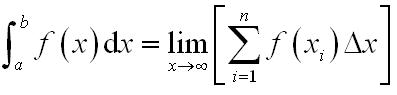 ∫_a^b f(x)dx = lim_{x→∞} [ ∑_{i=1}^n f(x_i)Δx ]